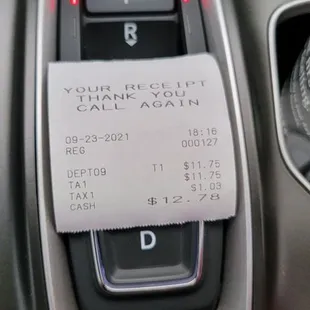 R
YOUR RECEIPT
THANK YOU
CALL AGAIN
09-23-2021 18:16
REG 000127
DEPT09 T1 $11.75
TA1 $11.75
TAX1 $1.03
CASH $12.78
D